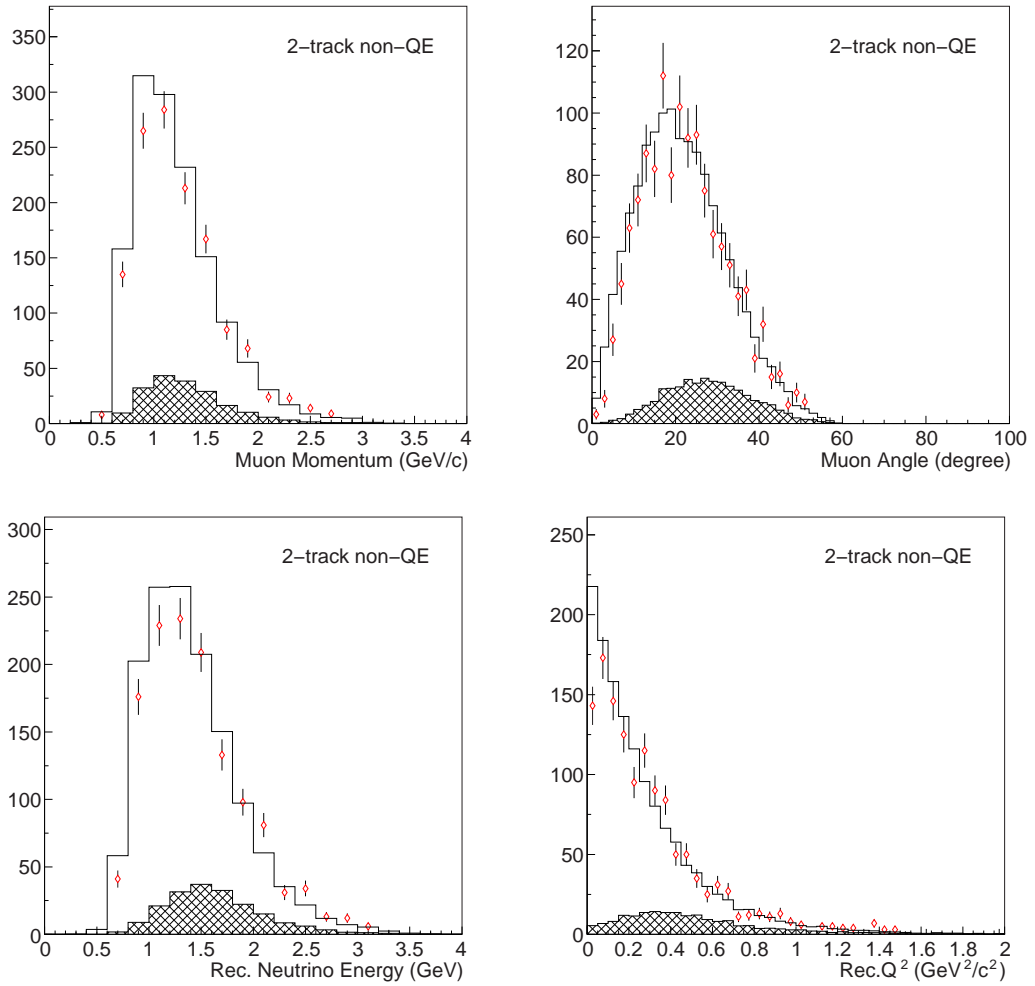 2−track non−QE
350
300
250
200
150
100
50
0
0 0.5 1 1.5 2 2.5 3 3.5 4
Muon Momentum (GeV/c)
2−track non−QE
120
100
80
60
40
20
0
0 20 40 60 80 100
Muon Angle (degree)
2−track non−QE
300
250
200
150
100
50
0
0 0.5 1 1.5 2 2.5 3 3.5 4
Rec. Neutrino Energy (GeV)
2−track non−QE
250
200
150
100
50
0
0 0.2 0.4 0.6 0.8 1 1.2 1.4 1.6 1.8 2
Rec.Q² (GeV²/c²)